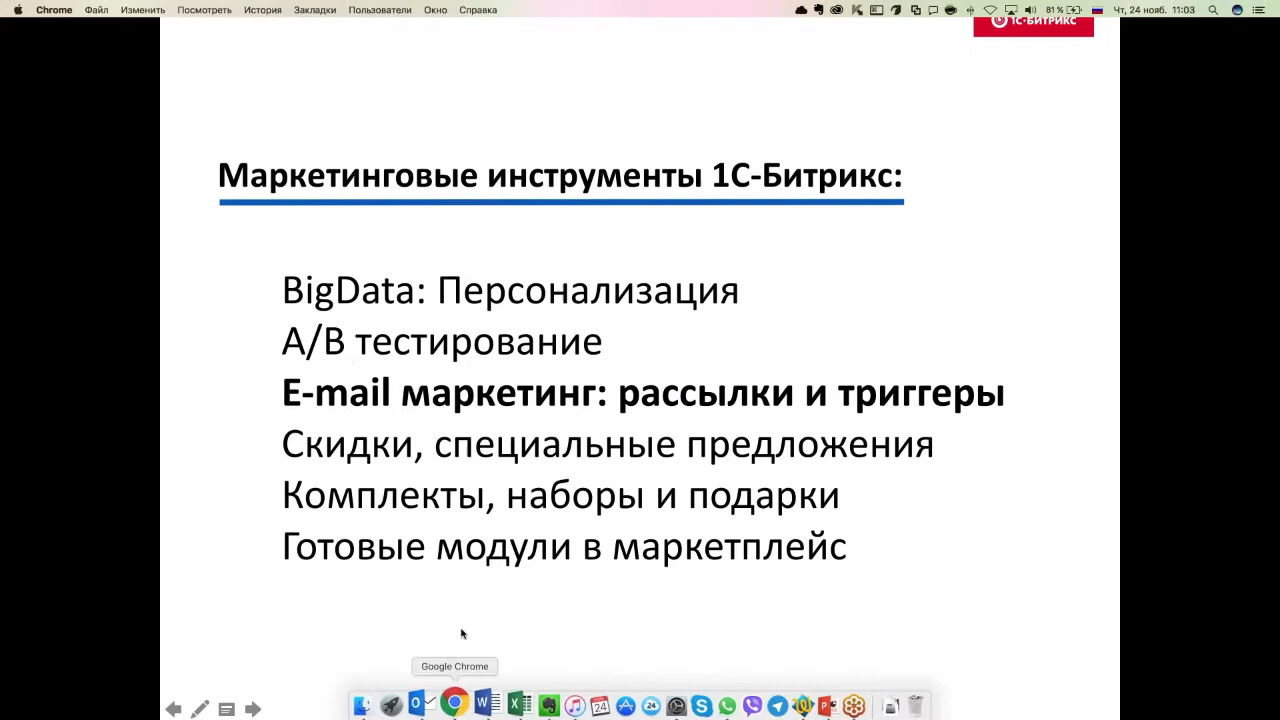 Chrome Файл Изменить Посмотреть История Закладки Пользователи Окно Справка 81 % Чт, 24 нояб. 11:03
1С-БИТРИКС
Маркетинговые инструменты 1С-Битрикс:
BigData: Персонализация
A/B тестирование
E-mail маркетинг: рассылки и триггеры
Скидки, специальные предложения
Комплекты, наборы и подарки
Готовые модули в маркетплейс
Google Chrome